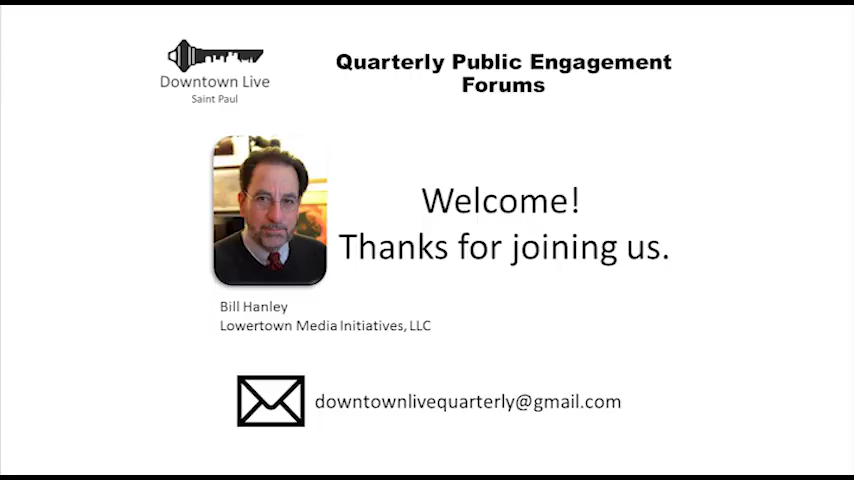 Downtown Live
Saint Paul
Quarterly Public Engagement
Forums
Welcome!
Thanks for joining us.
Bill Hanley
Lowertown Media Initiatives, LLC
downtownlivequarterly@gmail.com